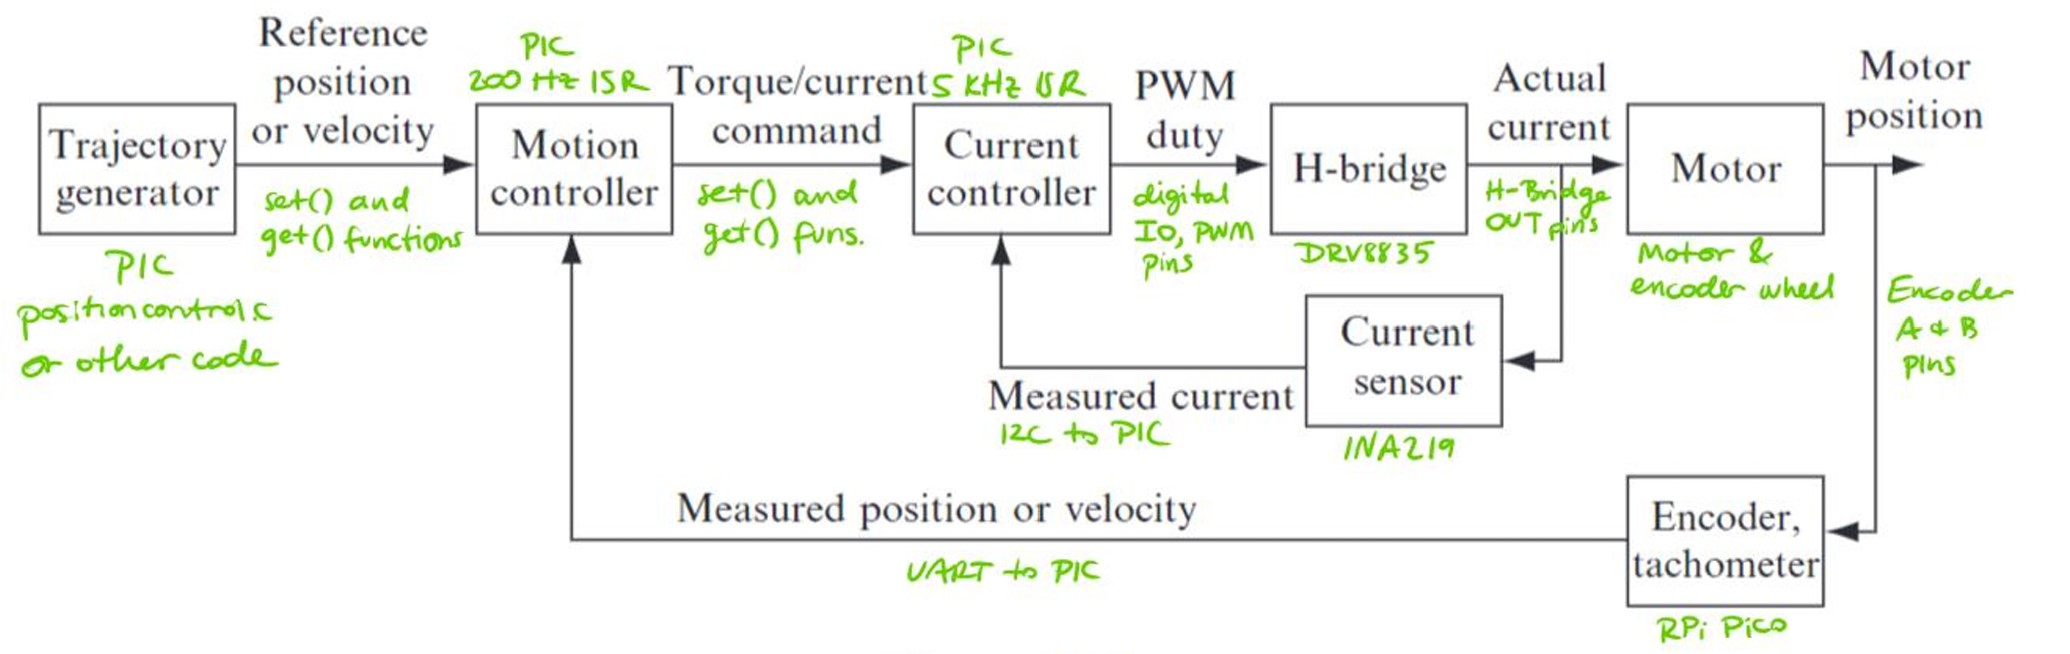 Reference
position
or velocity
PIC
200 Hz ISR
Torque/current
command
PIC
5 KHz ISR
PWM
duty
Actual
current
Motor
position
Trajectory
generator
Motion
controller
Current
controller
H-bridge
Motor
set() and
get() functions
set() and
get() funs.
digital
IO, PWM
pins
DRV8835
H-Bridge
OUT pins
Motor &
encoder wheel
PIC
positioncontrol.c
or other code
Encoder
A & B
pins
Current
sensor
Measured current
I2C to PIC
INA219
Measured position or velocity
UART to PIC
Encoder,
tachometer
RPi Pico